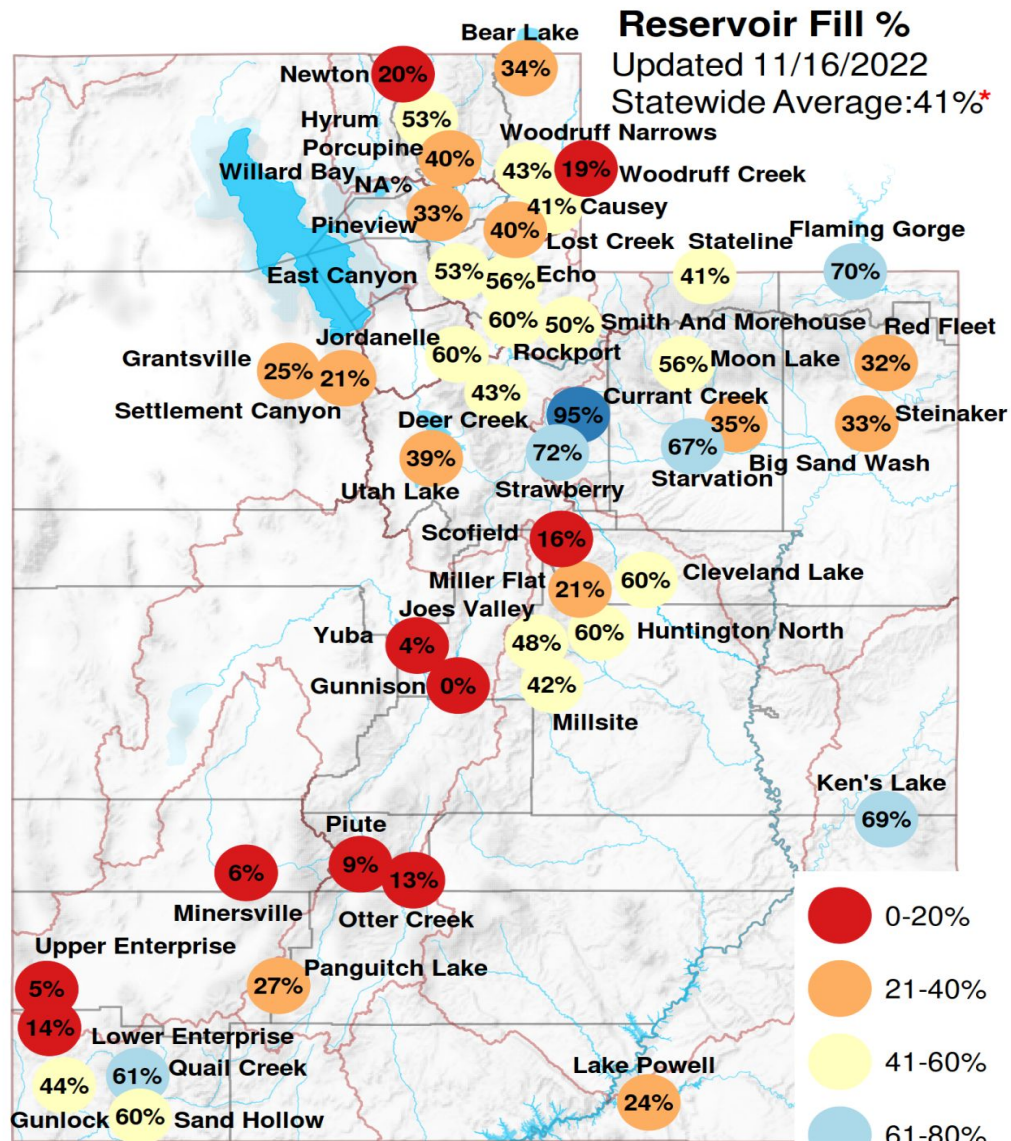 Reservoir Fill %
Updated 11/16/2022
Statewide Average:41%*
Bear Lake
34%
Newton
20%
Hyrum
53%
Porcupine
40%
Woodruff Narrows
43%
19%
Woodruff Creek
Willard Bay
NA%
Pineview
33%
41%
Causey
40%
Lost Creek
Stateline
41%
Flaming Gorge
70%
East Canyon
53%
56%
Echo
60%
Rockport
50%
Smith And Morehouse
Jordanelle
60%
Grantsville
25%
21%
Settlement Canyon
56%
Moon Lake
Red Fleet
32%
43%
Deer Creek
Currant Creek
95%
35%
Big Sand Wash
33%
Steinaker
39%
Utah Lake
72%
Strawberry
67%
Starvation
Scofield
16%
Miller Flat
21%
60%
Cleveland Lake
Joes Valley
48%
60%
Huntington North
Yuba
4%
Gunnison
0%
42%
Millsite
Ken's Lake
69%
Piute
9%
13%
Otter Creek
6%
Minersville
Upper Enterprise
5%
27%
Panguitch Lake
14%
Lower Enterprise
44%
Gunlock
61%
Quail Creek
60%
Sand Hollow
Lake Powell
24%
0-20%
21-40%
41-60%
61-80%